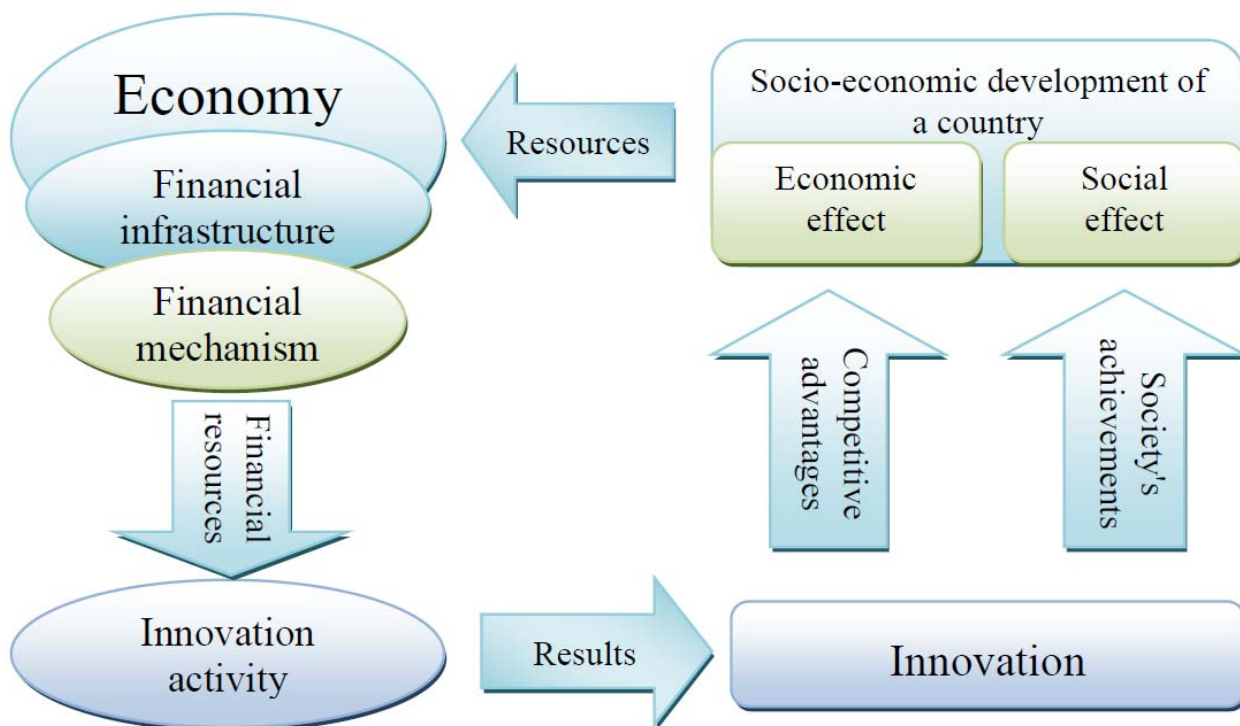 Economy
Financial
infrastructure
Financial
mechanism
Financial
resources
Innovation
activity
Results
Innovation
Competitive
advantages
Society's
achievements
Socio-economic development of
a country
Economic
effect
Social
effect
Resources